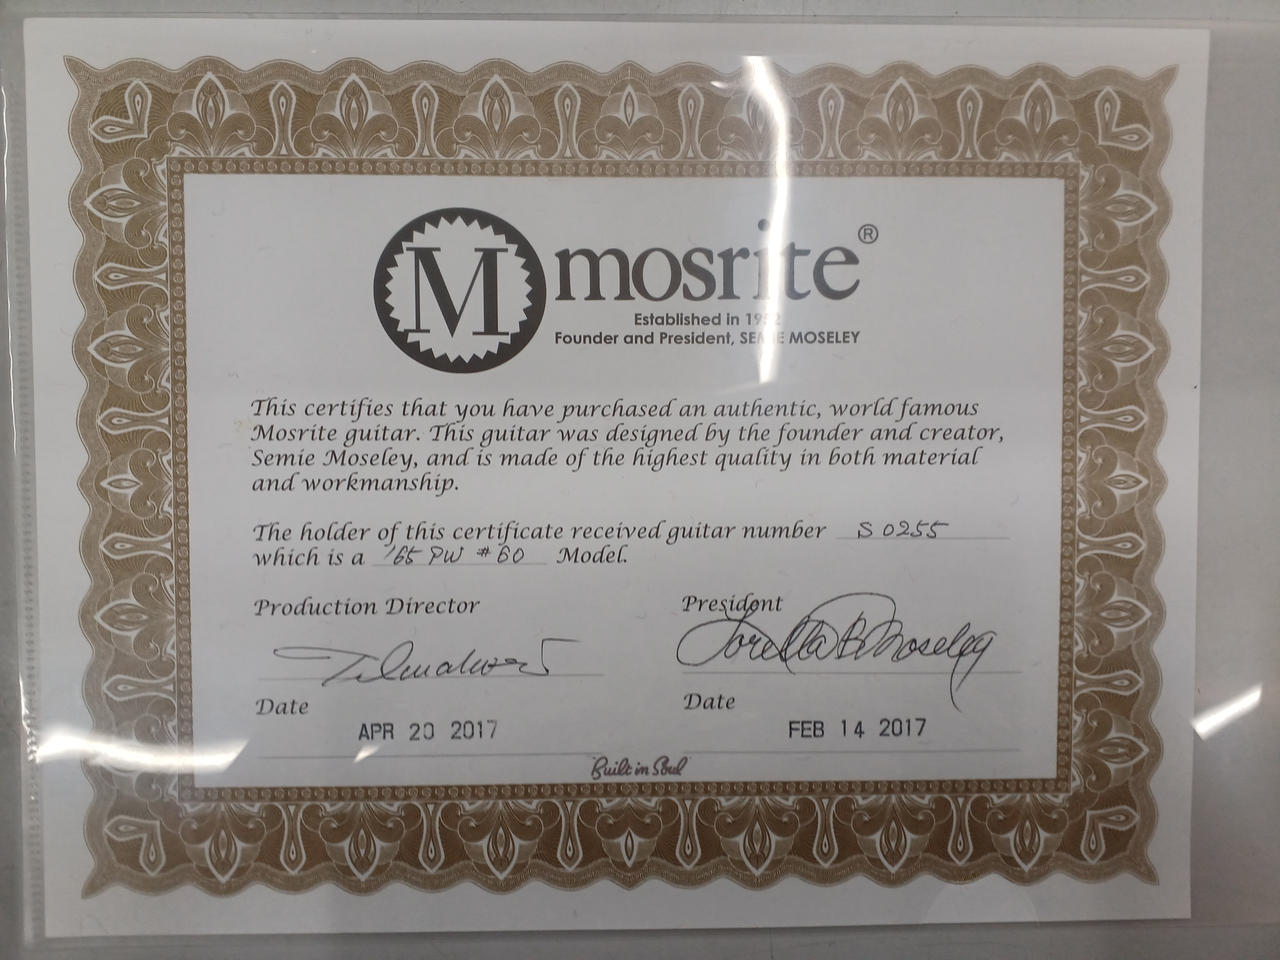 M mosrite®
Established in 1952
Founder and President, SEMIE MOSELEY
This certifies that you have purchased an authentic, world famous
Mosrite guitar. This guitar was designed by the founder and creator,
Semie Moseley, and is made of the highest quality in both material
and workmanship.
The holder of this certificate received guitar number S 0255
which is a '65 PW #60 Model.
Production Director
President
Loretta B Moseley
Date
APR 20 2017
Date
FEB 14 2017
Built in Soul